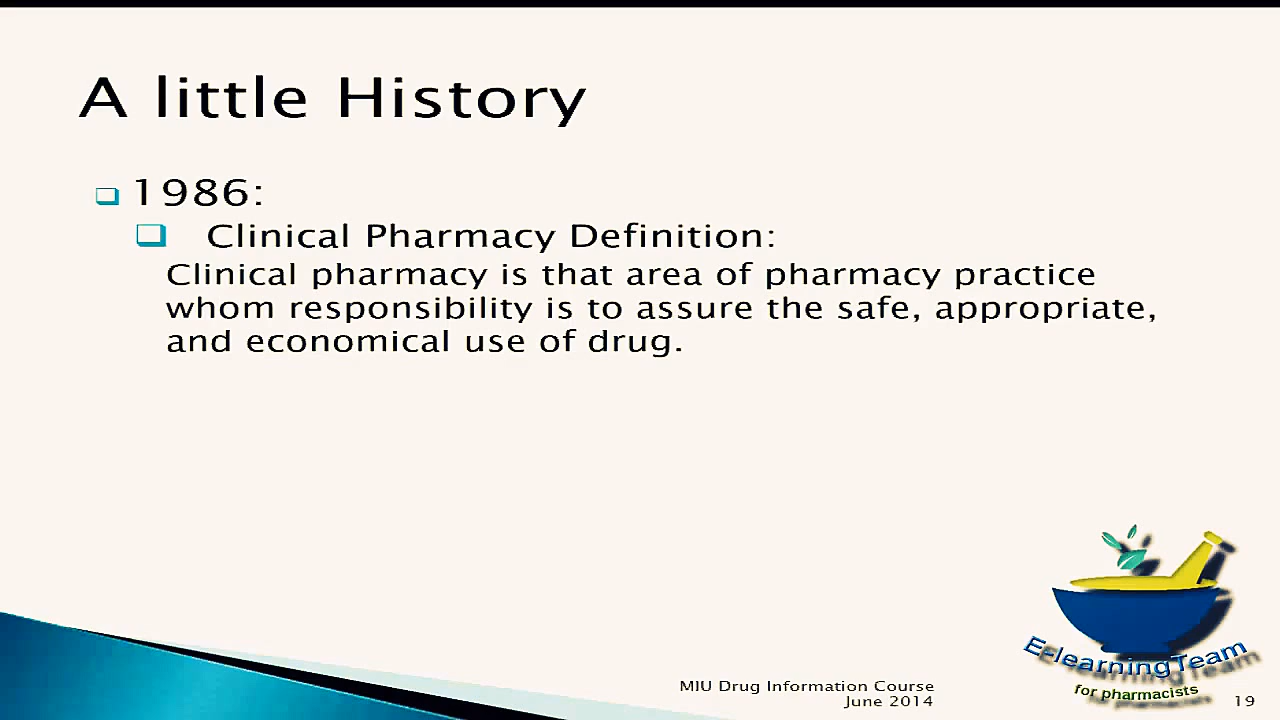 A little History
1986:
Clinical Pharmacy Definition:
Clinical pharmacy is that area of pharmacy practice
whom responsibility is to assure the safe, appropriate,
and economical use of drug.
E-learningTeam
for pharmacists
MIU Drug Information Course
June 2014
19